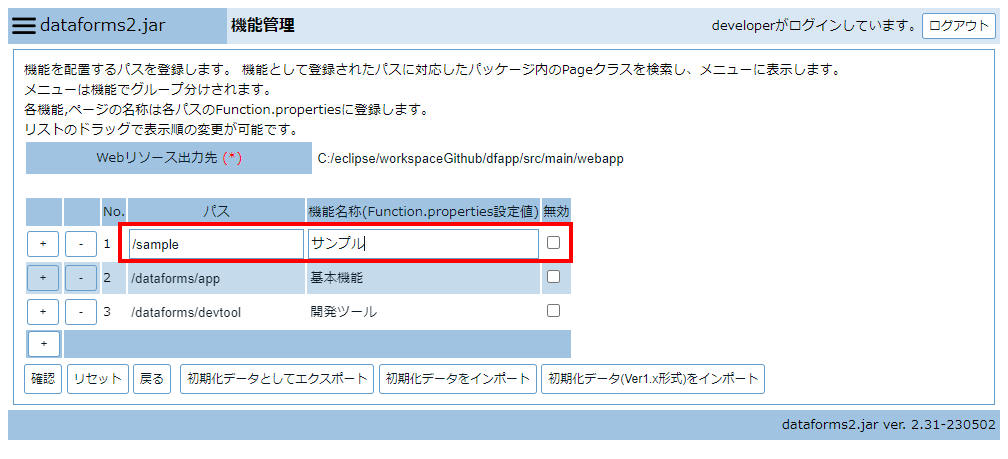 dataforms2.jar 機能管理 developerがログインしています。 ログアウト
機能を配置するパスを登録します。 機能として登録されたパスに対応したパッケージ内のPageクラスを検索し、メニューに表示します。
メニューは機能でグループ分けされます。
各機能,ページの名称は各パスのFunction.propertiesに登録します。
リストのドラッグで表示順の変更が可能です。
Webリソース出力先 (*) C:/eclipse/workspaceGithub/dfapp/src/main/webapp
No. パス 機能名称(Function.properties設定値) 無効
+ - 1 /sample サンプル
+ - 2 /dataforms/app 基本機能
+ - 3 /dataforms/devtool 開発ツール
+
確認 リセット 戻る 初期化データとしてエクスポート 初期化データをインポート 初期化データ(Ver1.x形式)をインポート
dataforms2.jar ver. 2.31-230502